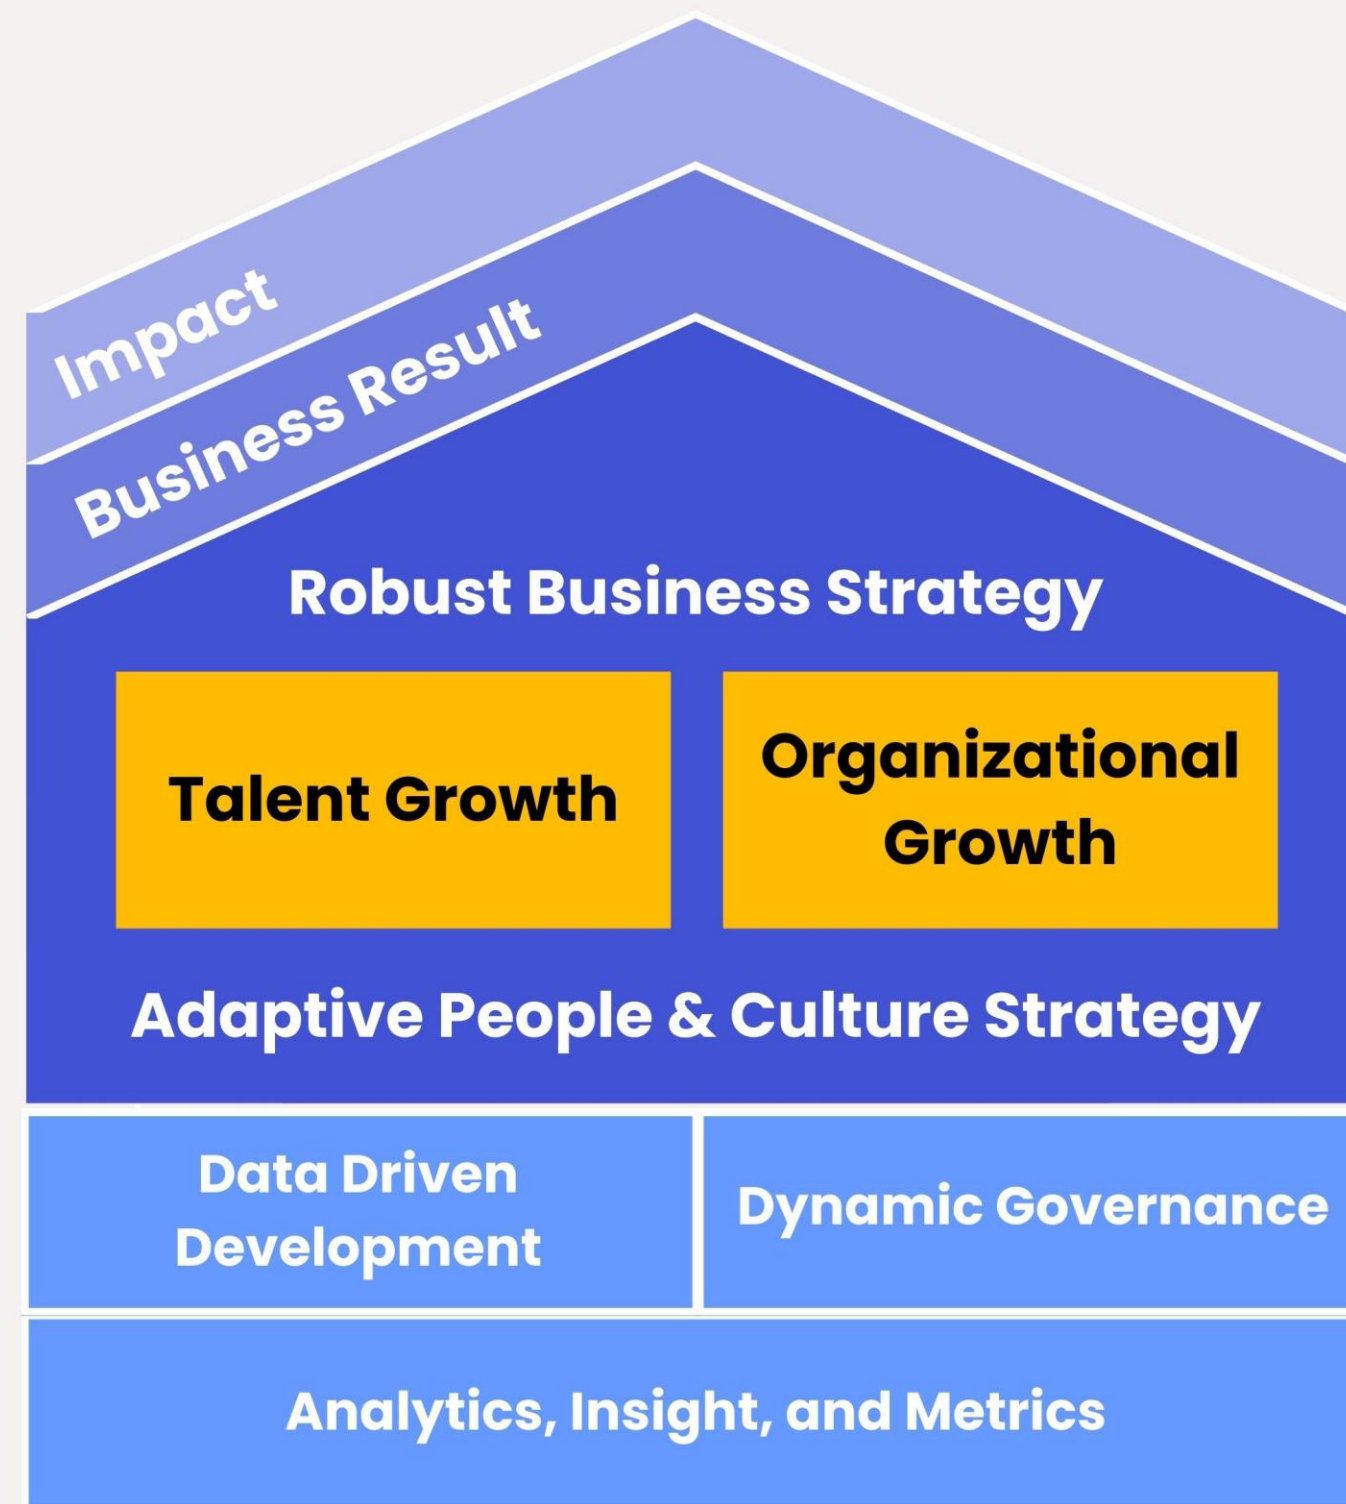 Impact
Business Result
Robust Business Strategy
Talent Growth
Organizational
Growth
Adaptive People & Culture Strategy
Data Driven
Development
Dynamic Governance
Analytics, Insight, and Metrics